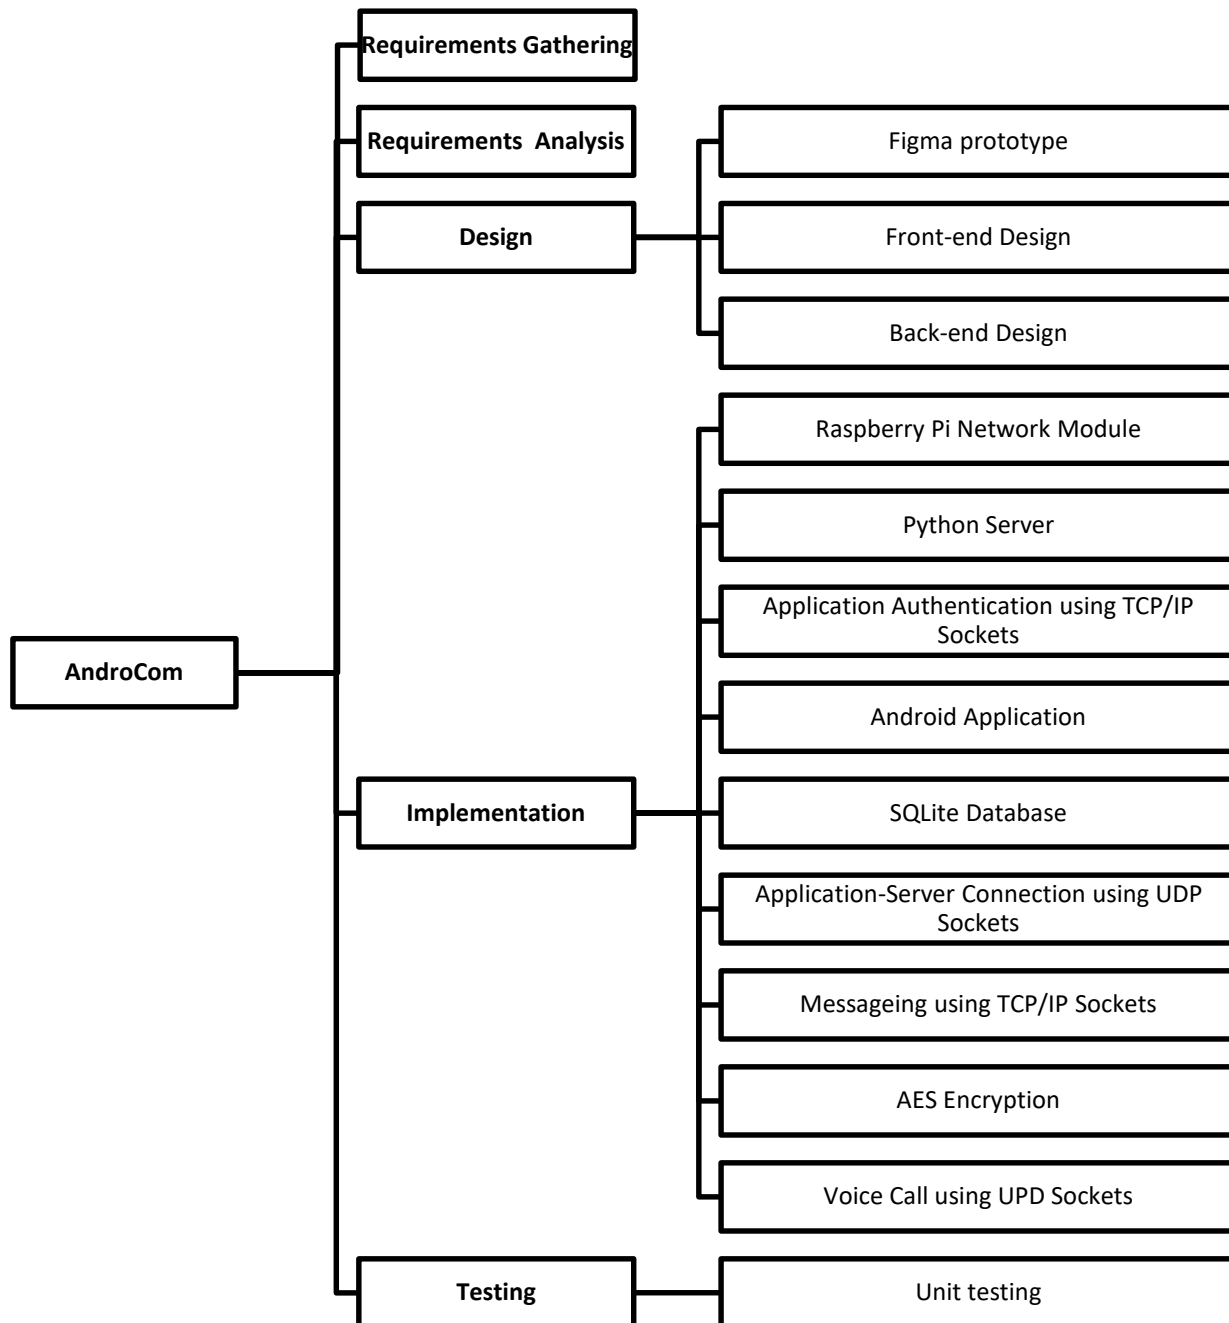 Requirements Gathering
Requirements Analysis
Figma prototype
Design
Front-end Design
Back-end Design
Raspberry Pi Network Module
Python Server
Application Authentication using TCP/IP
Sockets
AndroCom
Android Application
Implementation
SQLite Database
Application-Server Connection using UDP
Sockets
Messageing using TCP/IP Sockets
AES Encryption
Voice Call using UPD Sockets
Testing
Unit testing